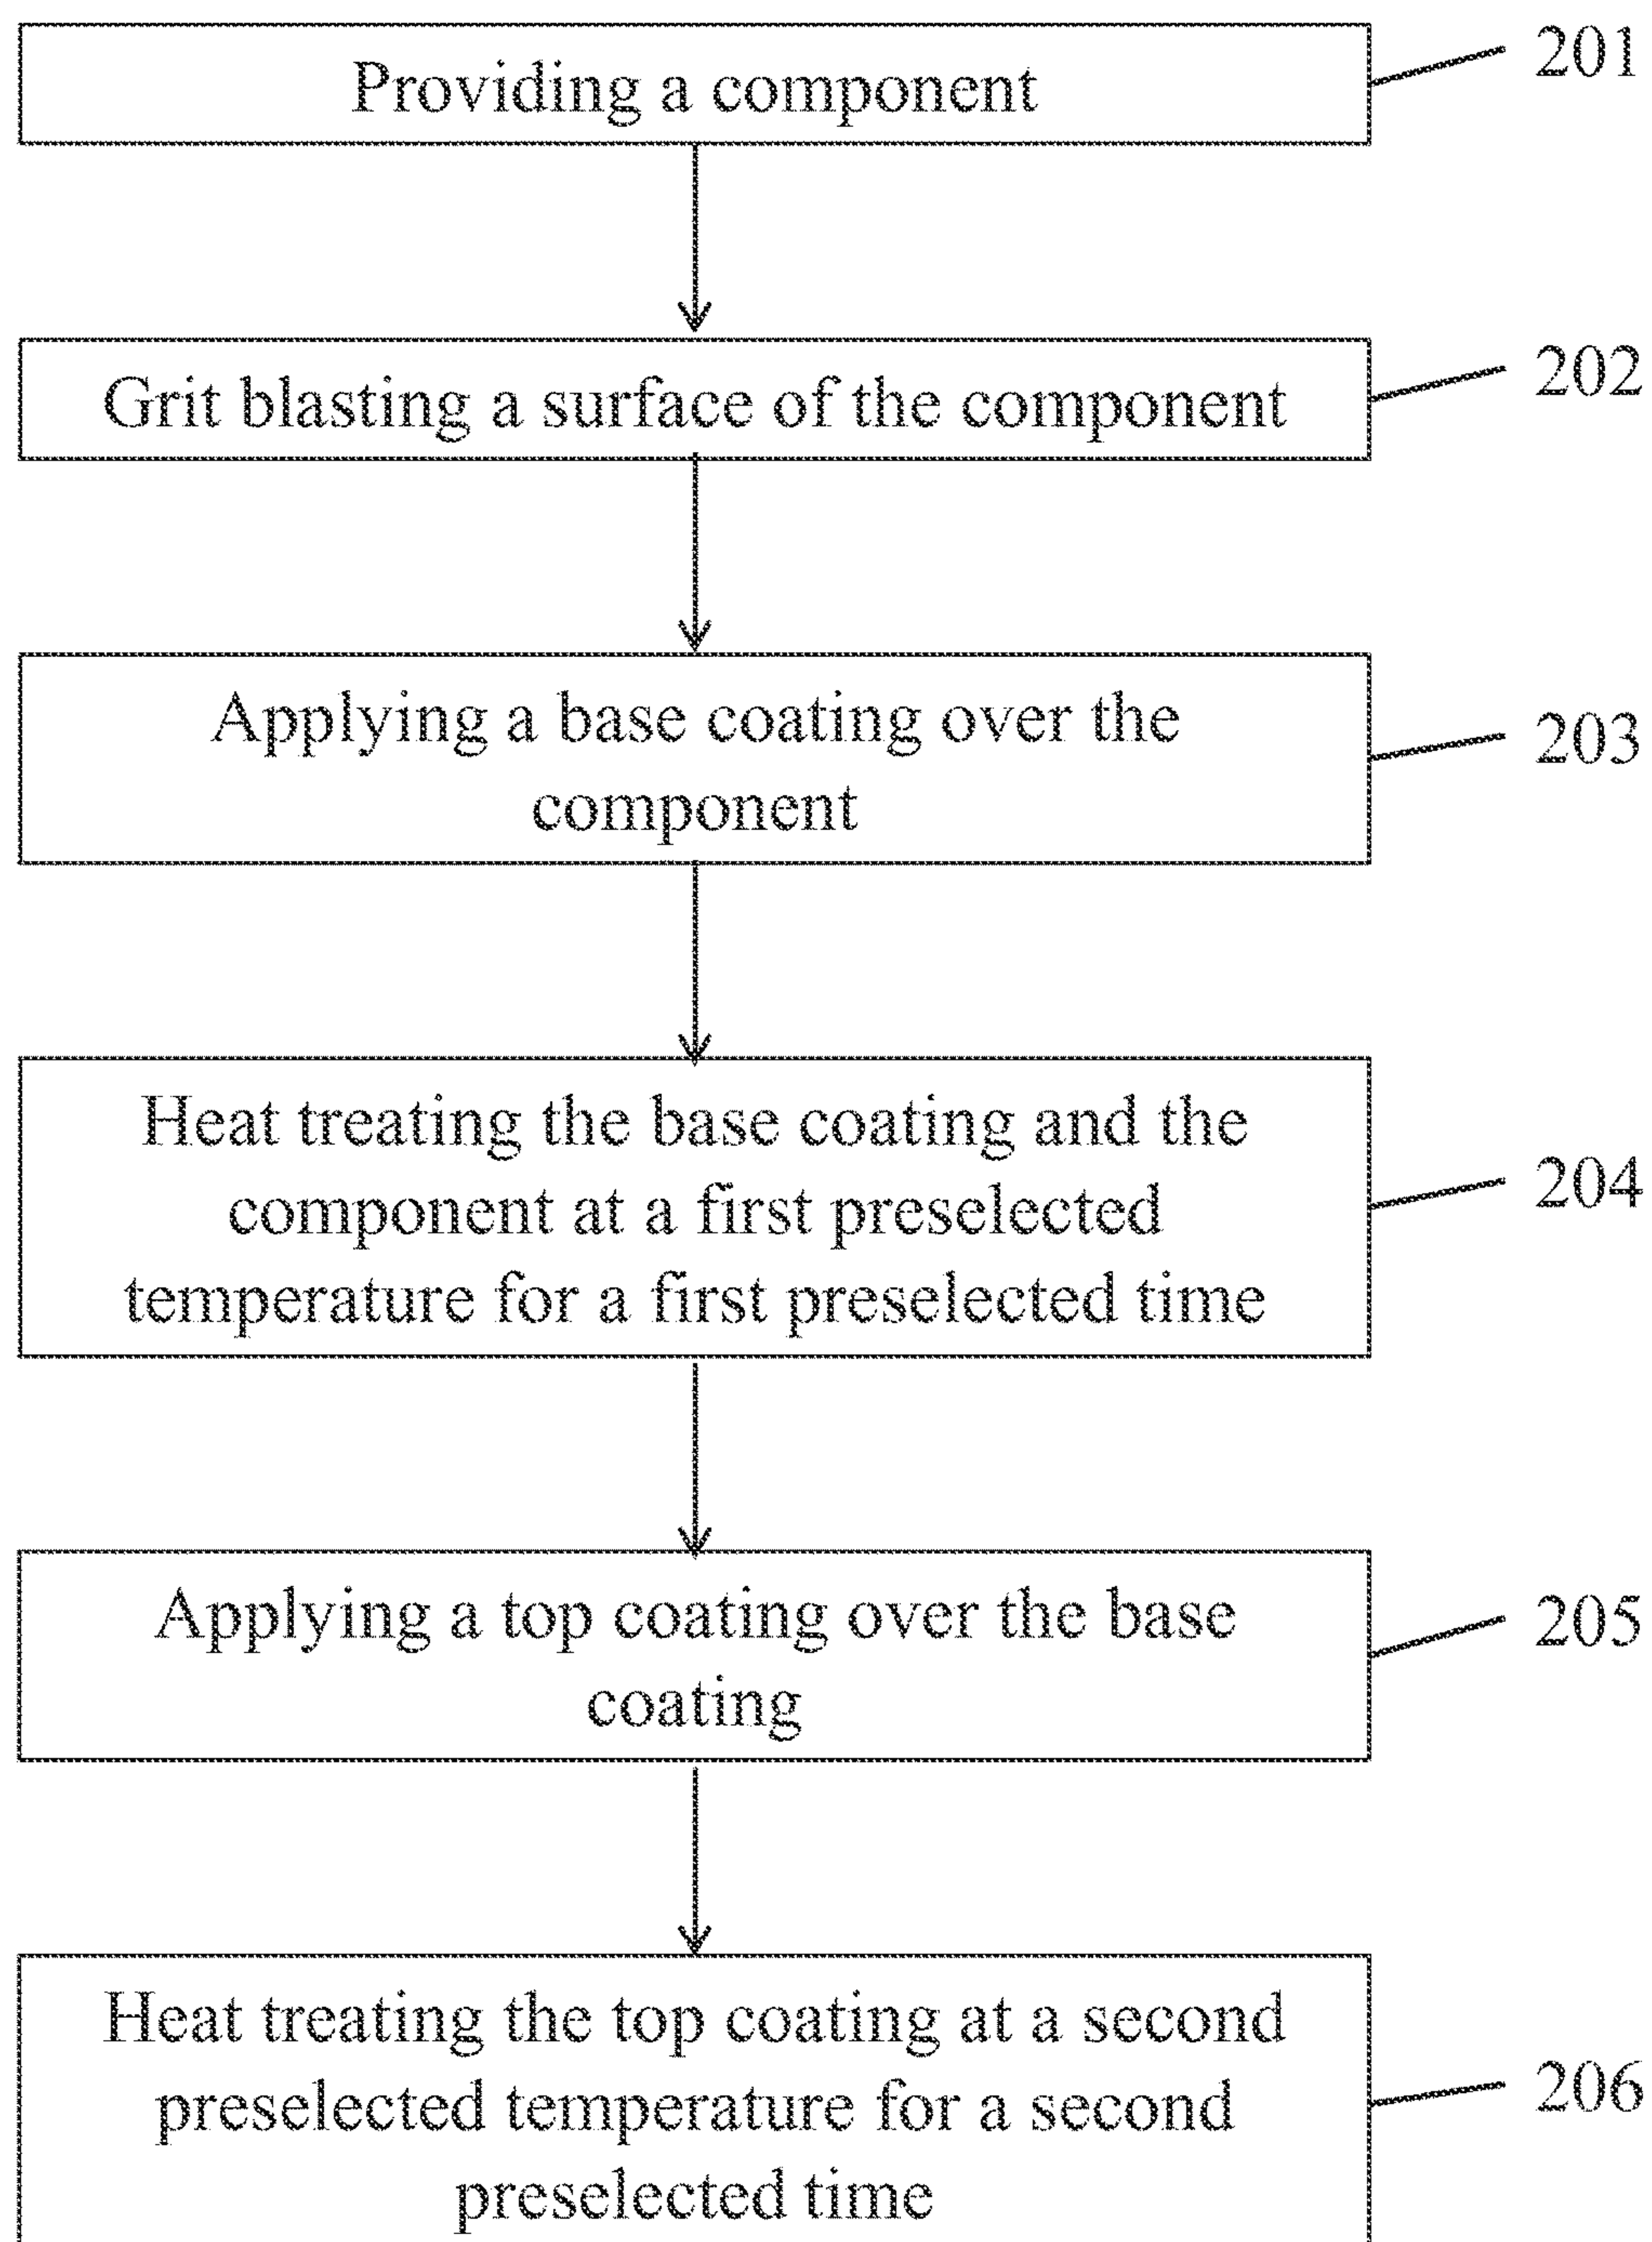 Providing a component
201
Grit blasting a surface of the component
202
Applying a base coating over the
component
203
Heat treating the base coating and the
component at a first preselected
temperature for a first preselected time
204
Applying a top coating over the base
coating
205
Heat treating the top coating at a second
preselected temperature for a second
preselected time
206